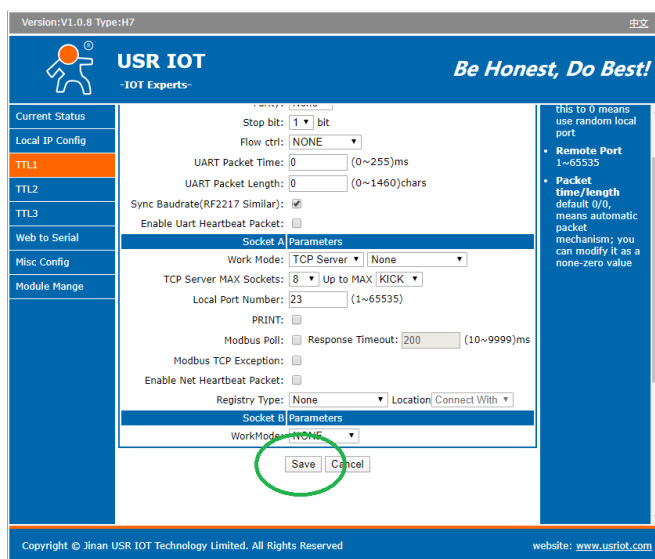 Version:V1.0.8 Type:H7 中文
®
USR IOT
-IOT Experts-
Be Honest, Do Best!
Current Status
Local IP Config
TTL1
TTL2
TTL3
Web to Serial
Misc Config
Module Mange
Parity: None
Stop bit: 1 bit
Flow ctrl: NONE
UART Packet Time: 0 (0~255)ms
UART Packet Length: 0 (0~1460)chars
Sync Baudrate(RF2217 Similar):
Enable Uart Heartbeat Packet:
Socket A Parameters
Work Mode: TCP Server None
TCP Server MAX Sockets: 8 Up to MAX KICK
Local Port Number: 23 (1~65535)
PRINT:
Modbus Poll: Response Timeout: 200 (10~9999)ms
Modbus TCP Exception:
Enable Net Heartbeat Packet:
Registry Type: None Location Connect With
Socket B Parameters
WorkMode: NONE
Save Cancel
this to 0 means
use random local
port
Remote Port
1~65535
Packet
time/length
default 0/0,
means automatic
packet
mechanism; you
can modify it as a
none-zero value
Copyright © Jinan USR IOT Technology Limited. All Rights Reserved website: www.usriot.com